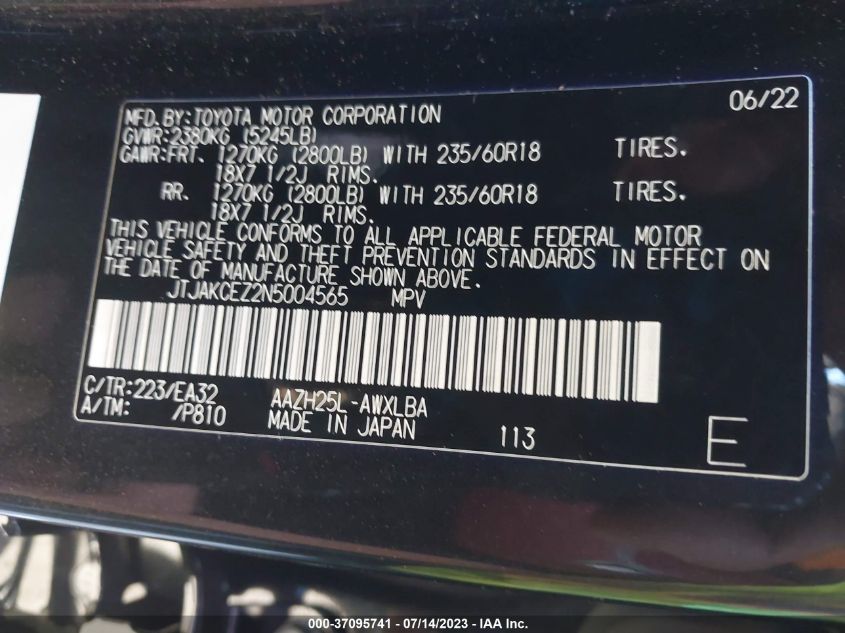 06/22
MFD. BY: TOYOTA MOTOR CORPORATION
GVWR: 2380KG (5245LB)
GAWR: FRT. 1270KG (2800LB) WITH 235/60R18 TIRES.
18X7 1/2J RIMS.
RR. 1270KG (2800LB) WITH 235/60R18 TIRES.
18X7 1/2J RIMS.
THIS VEHICLE CONFORMS TO ALL APPLICABLE FEDERAL MOTOR
VEHICLE SAFETY AND THEFT PREVENTION STANDARDS IN EFFECT ON
THE DATE OF MANUFACTURE SHOWN ABOVE.
JTJAKCEZ2N5004565 MPV
C/TR: 223/EA32 AAZH25L-AWXLBA
A/TM: /P810 MADE IN JAPAN 113
E
000-37095741 / 07/14/2023 - IAA Inc.